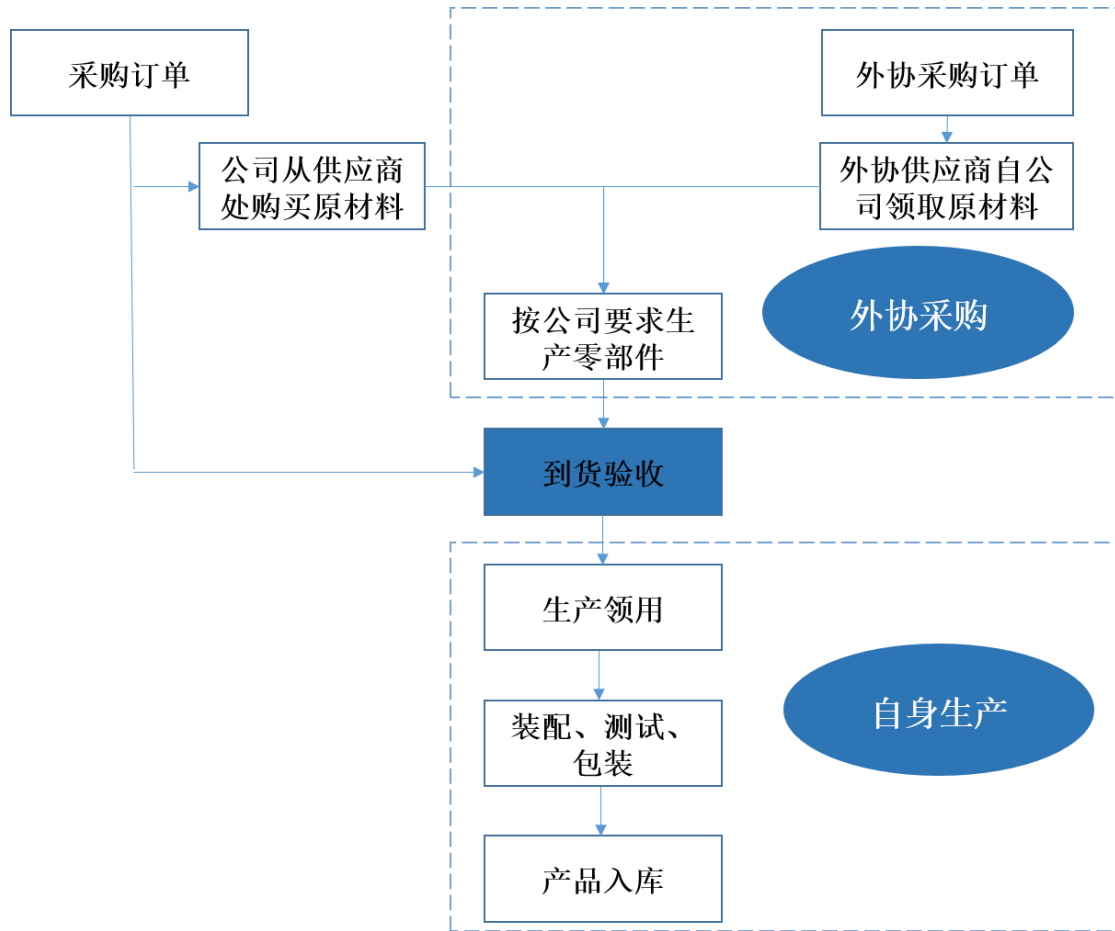 采购订单
外协采购订单
公司从供应商
处购买原材料
外协供应商自公
司领取原材料
外协采购
按公司要求生
产零部件
到货验收
生产领用
自身生产
装配、测试、
包装
产品入库